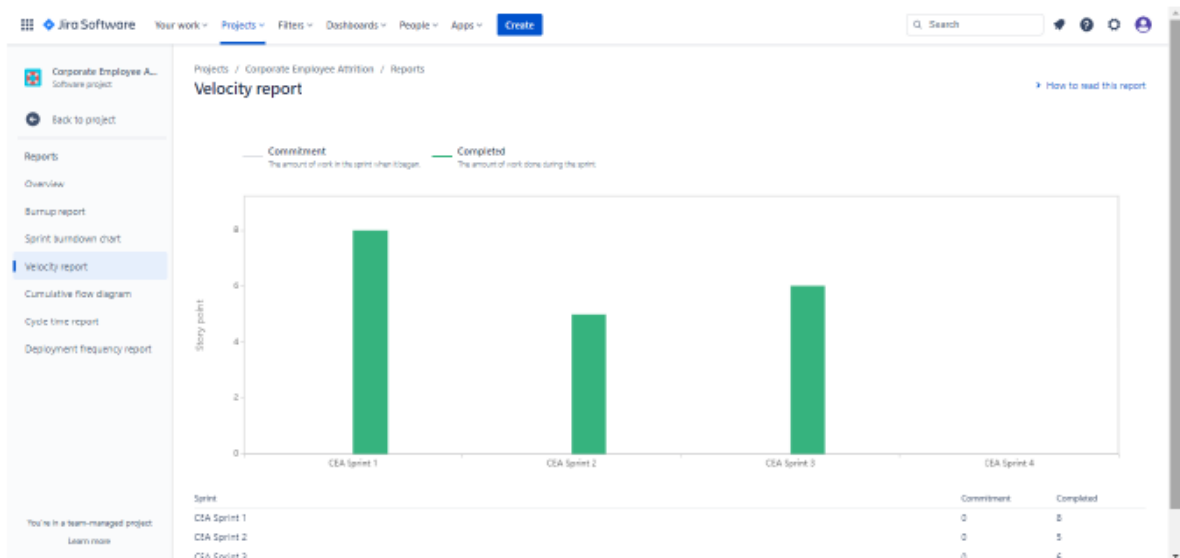 Jira Software Your work Projects Filters Dashboards People Apps Create Search
Corporate Employee A...
Software project
Back to project
Reports
Overview
Burnup report
Sprint burndown chart
Velocity report
Cumulative flow diagram
Cycle time report
Deployment frequency report
You're in a team-managed project
Learn more
Projects / Corporate Employee Attrition / Reports
Velocity report
How to read this report
Commitment
The amount of work in the sprint when it began.
Completed
The amount of work done during the sprint.
Story point
8
6
4
2
0
CEA Sprint 1 CEA Sprint 2 CEA Sprint 3 CEA Sprint 4
Sprint Commitment Completed
CEA Sprint 1 0 8
CEA Sprint 2 0 5
CEA Sprint 3 0 6